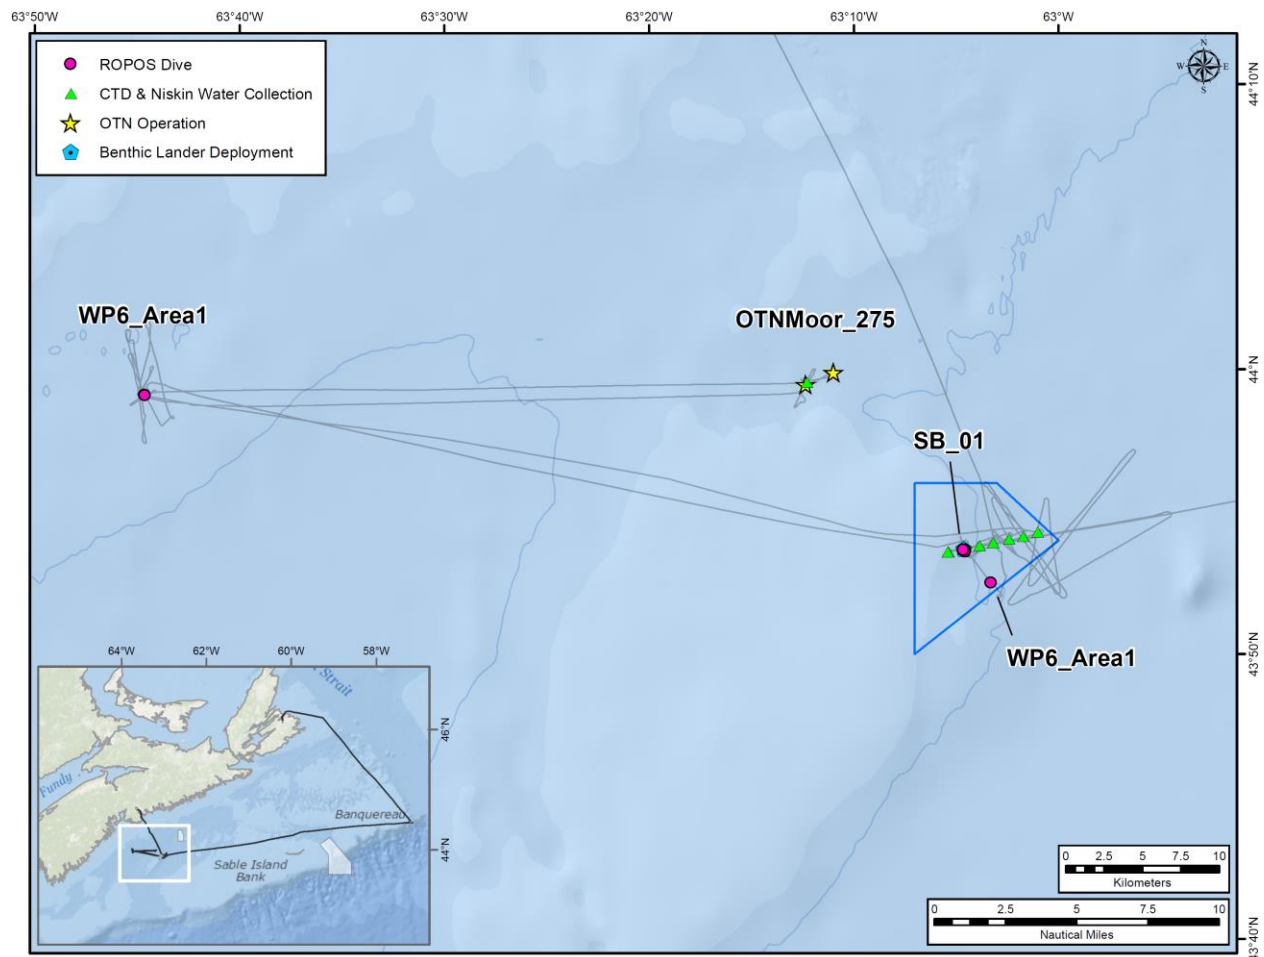 63°50'W 63°40'W 63°30'W 63°20'W 63°10'W 63°W
ROPOS Dive
CTD & Niskin Water Collection
OTN Operation
Benthic Lander Deployment
N
W E
S
44°10'N
WP6_Area1
OTNMoor_275
44°N
SB_01
WP6_Area1
43°50'N
64°W 62°W 60°W 58°W
Strait
46°N
Fundy
Banquereau
44°N
Sable Island
Bank
0 2.5 5 7.5 10
Kilometers
0 2.5 5 7.5 10
Nautical Miles
43°40'N